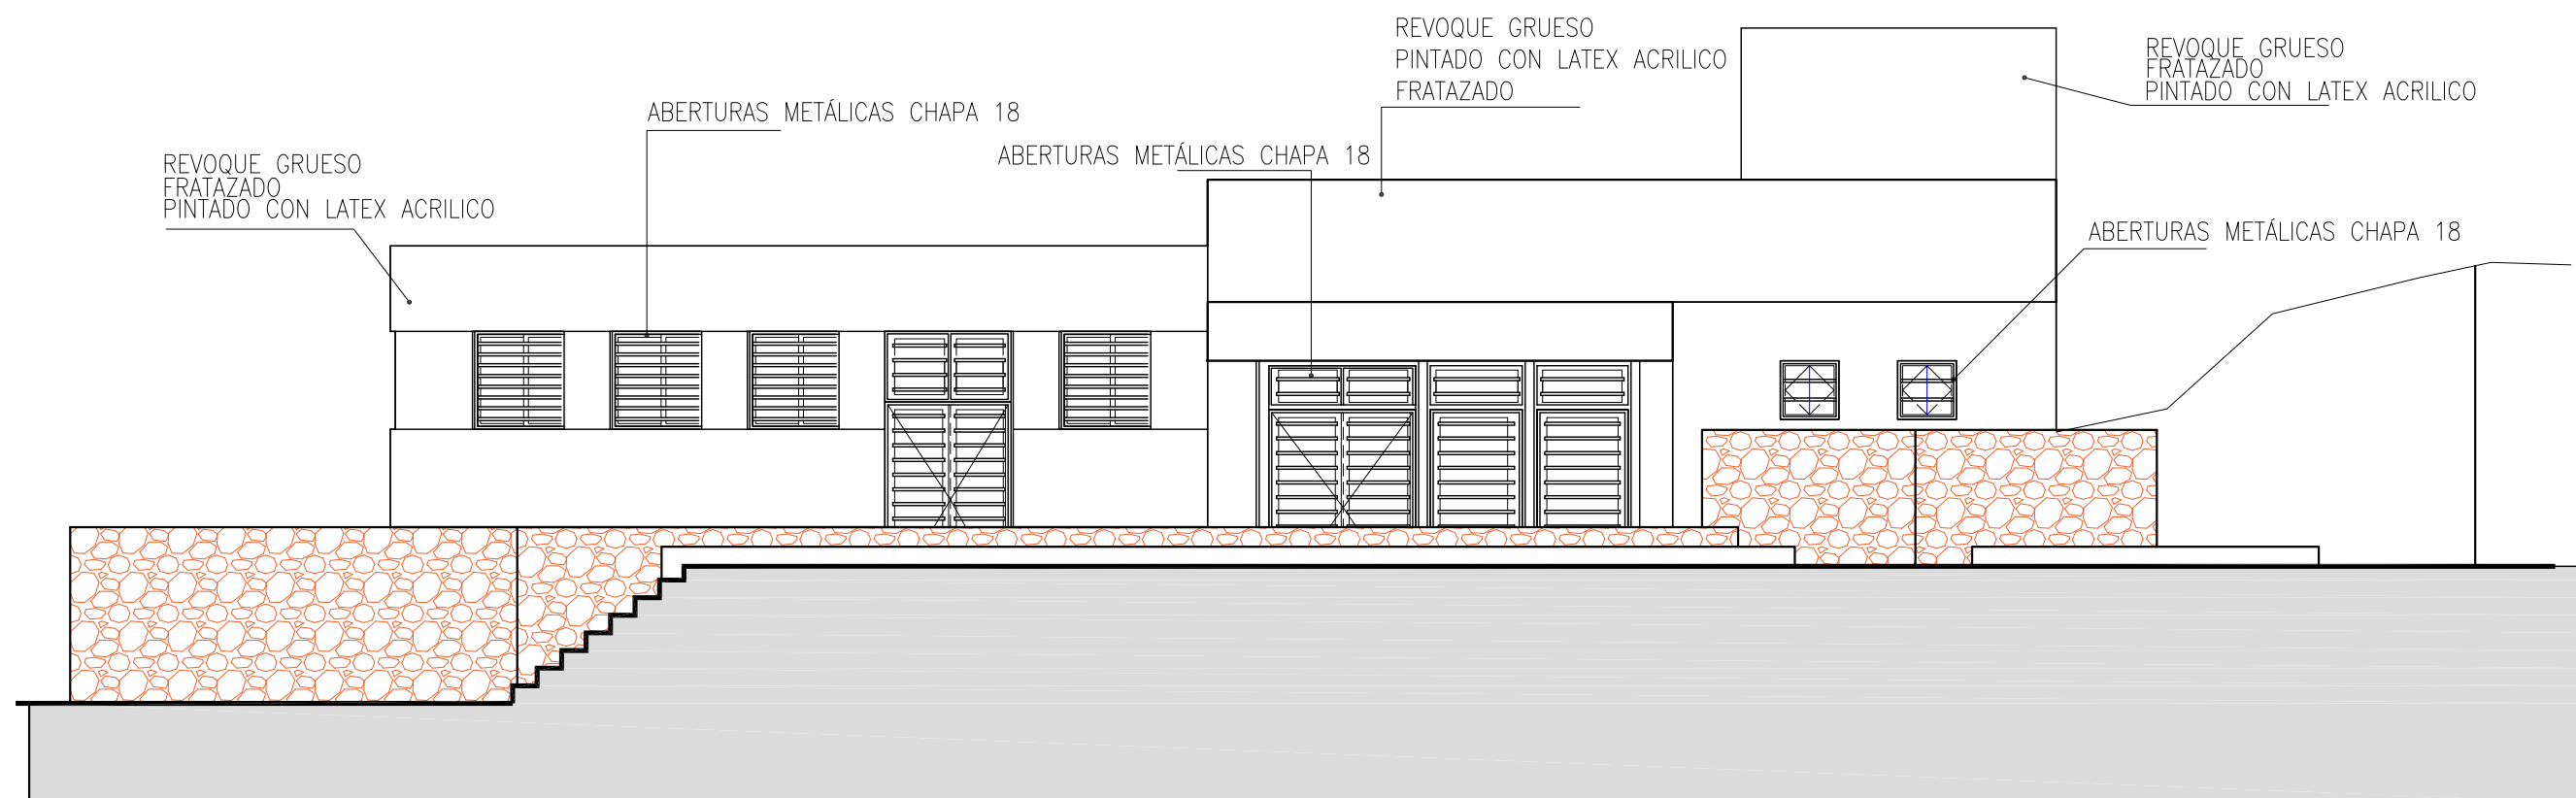 REVOQUE GRUESO
PINTADO CON LATEX ACRILICO
FRATAZADO
REVOQUE GRUESO
FRATAZADO
PINTADO CON LATEX ACRILICO
ABERTURAS METÁLICAS CHAPA 18
ABERTURAS METÁLICAS CHAPA 18
REVOQUE GRUESO
FRATAZADO
PINTADO CON LATEX ACRILICO
ABERTURAS METÁLICAS CHAPA 18